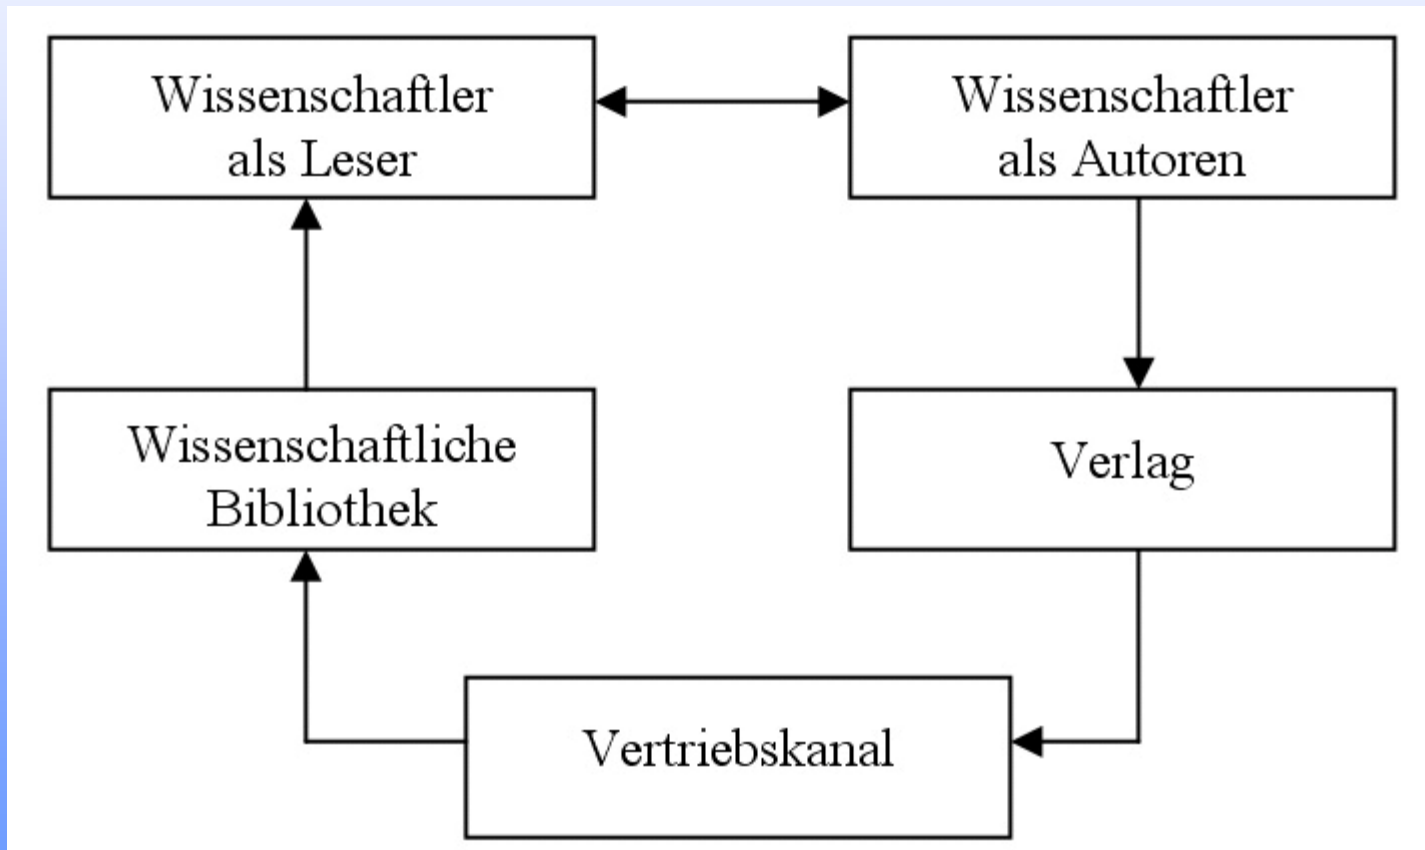 Wissenschaftler
als Leser
Wissenschaftler
als Autoren
Wissenschaftliche
Bibliothek
Verlag
Vertriebskanal